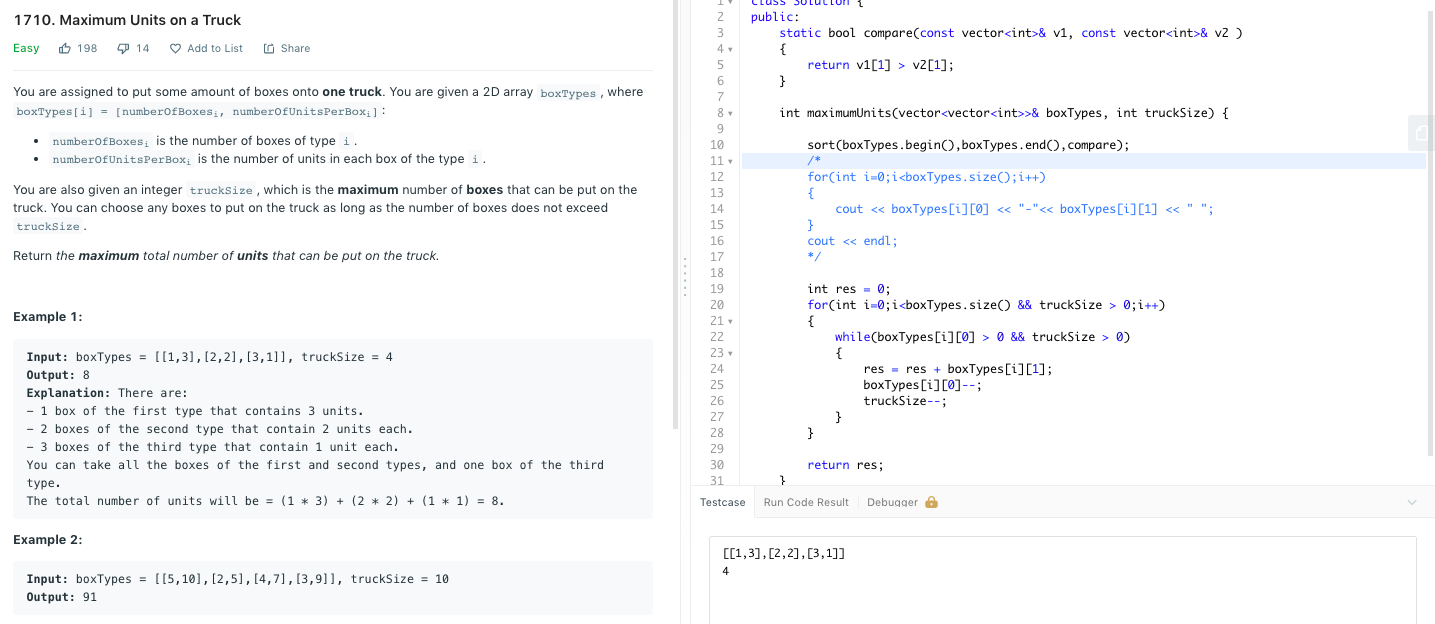 1710. Maximum Units on a Truck
Easy 198 14 Add to List Share
You are assigned to put some amount of boxes onto one truck. You are given a 2D array boxTypes, where
boxTypes[i] = [numberOfBoxesᵢ, numberOfUnitsPerBoxᵢ]:
• numberOfBoxesᵢ is the number of boxes of type i.
• numberOfUnitsPerBoxᵢ is the number of units in each box of the type i.
You are also given an integer truckSize, which is the maximum number of boxes that can be put on the
truck. You can choose any boxes to put on the truck as long as the number of boxes does not exceed
truckSize.
Return the maximum total number of units that can be put on the truck.
Example 1:
Input: boxTypes = [[1,3],[2,2],[3,1]], truckSize = 4
Output: 8
Explanation: There are:
- 1 box of the first type that contains 3 units.
- 2 boxes of the second type that contain 2 units each.
- 3 boxes of the third type that contain 1 unit each.
You can take all the boxes of the first and second types, and one box of the third
type.
The total number of units will be = (1 * 3) + (2 * 2) + (1 * 1) = 8.
Example 2:
Input: boxTypes = [[5,10],[2,5],[4,7],[3,9]], truckSize = 10
Output: 91
1 class Solution {
2 public:
3 static bool compare(const vector<int>& v1, const vector<int>& v2 )
4 {
5 return v1[1] > v2[1];
6 }
7
8 int maximumUnits(vector<vector<int>>& boxTypes, int truckSize) {
9
10 sort(boxTypes.begin(),boxTypes.end(),compare);
11 /*
12 for(int i=0;i<boxTypes.size();i++)
13 {
14 cout << boxTypes[i][0] << "-"<< boxTypes[i][1] << " ";
15 }
16 cout << endl;
17 */
18
19 int res = 0;
20 for(int i=0;i<boxTypes.size() && truckSize > 0;i++)
21 {
22 while(boxTypes[i][0] > 0 && truckSize > 0)
23 {
24 res = res + boxTypes[i][1];
25 boxTypes[i][0]--;
26 truckSize--;
27 }
28 }
29
30 return res;
31 }
Testcase Run Code Result Debugger
[[1,3],[2,2],[3,1]]
4